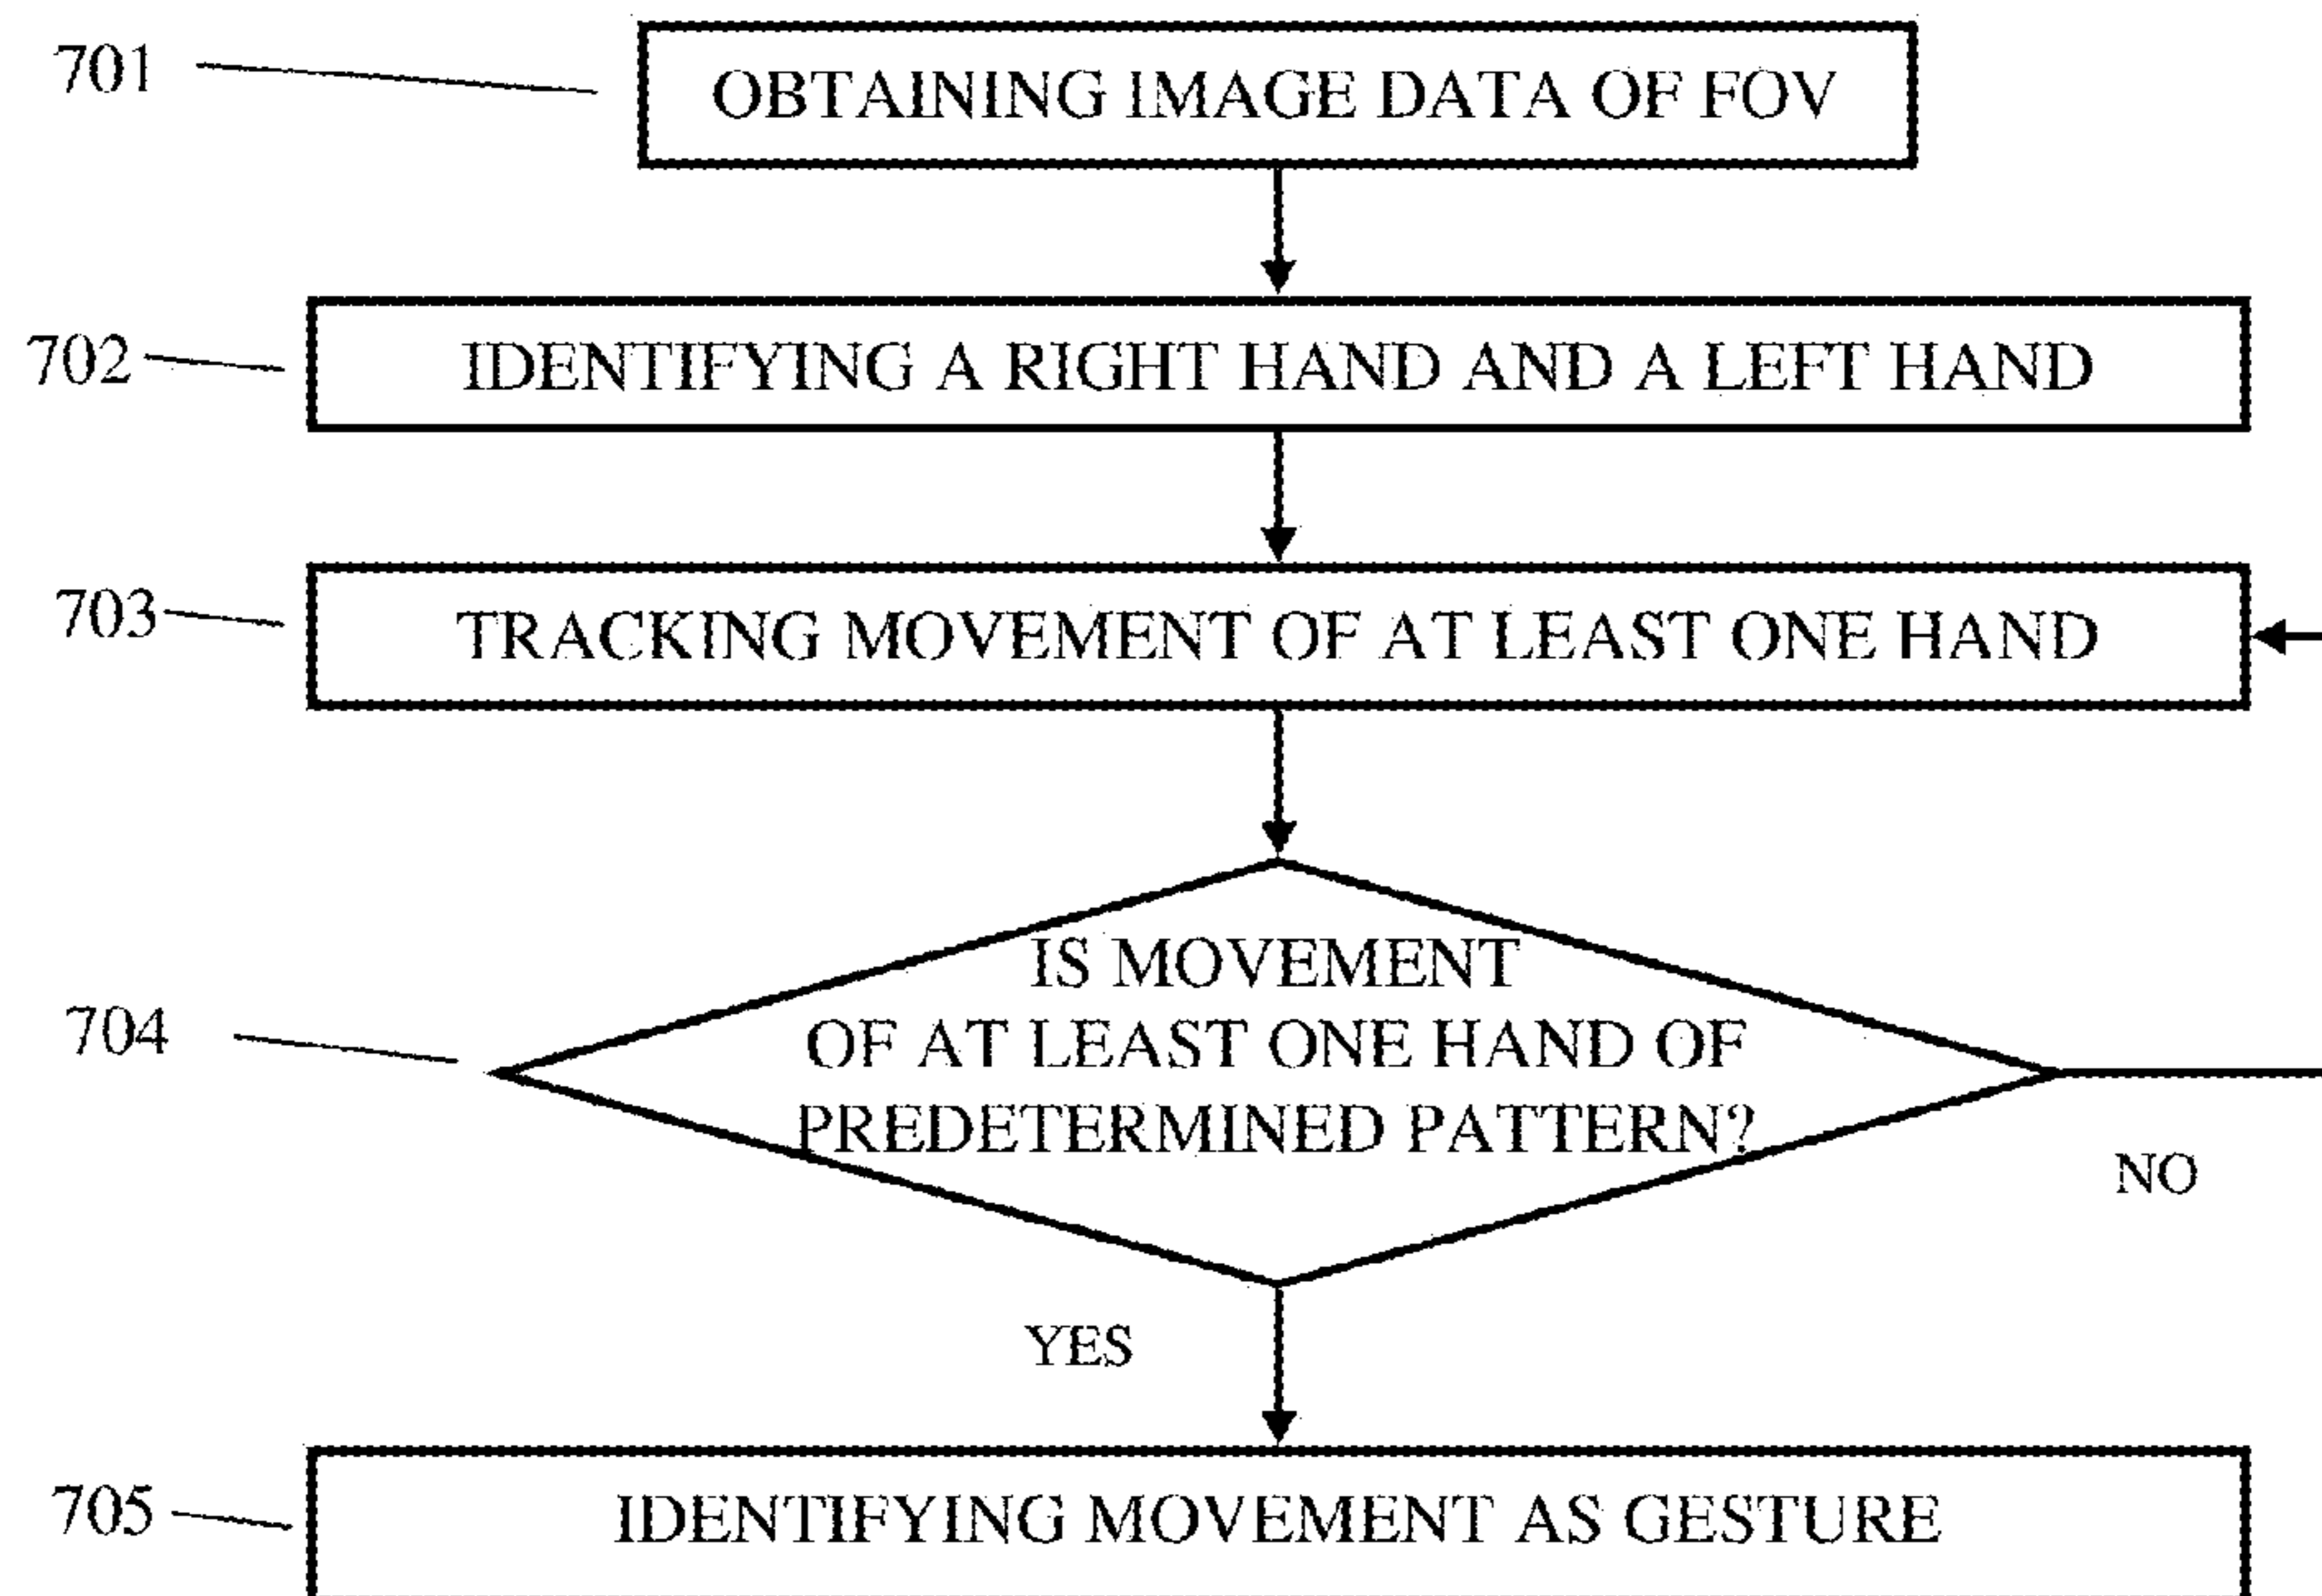 701
OBTAINING IMAGE DATA OF FOV
702
IDENTIFYING A RIGHT HAND AND A LEFT HAND
703
TRACKING MOVEMENT OF AT LEAST ONE HAND
704
IS MOVEMENT
OF AT LEAST ONE HAND OF
PREDETERMINED PATTERN?
NO
YES
705
IDENTIFYING MOVEMENT AS GESTURE